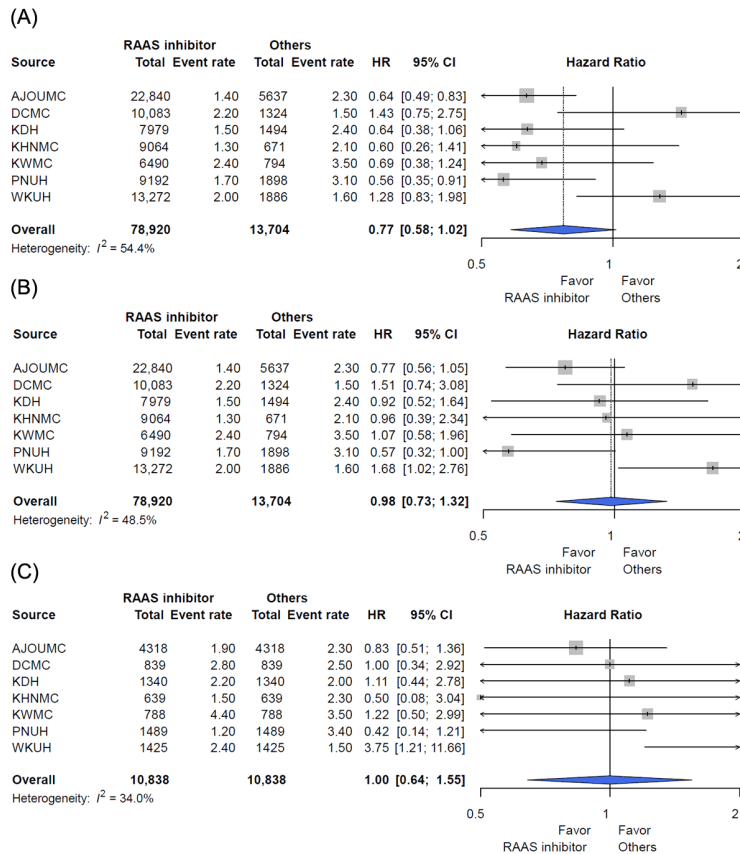 (A)
RAAS inhibitor Others
Source Total Event rate Total Event rate HR 95% CI Hazard Ratio
AJOUMC 22,840 1.40 5637 2.30 0.64 [0.49; 0.83]
DCMC 10,083 2.20 1324 1.50 1.43 [0.75; 2.75]
KDH 7979 1.50 1494 2.40 0.64 [0.38; 1.06]
KHNMC 9064 1.30 671 2.10 0.60 [0.26; 1.41]
KWMC 6490 2.40 794 3.50 0.69 [0.38; 1.24]
PNUH 9192 1.70 1898 3.10 0.56 [0.35; 0.91]
WKUH 13,272 2.00 1886 1.60 1.28 [0.83; 1.98]
Overall 78,920 13,704 0.77 [0.58; 1.02]
Heterogeneity: I² = 54.4%
0.5 1 2
Favor Favor
RAAS inhibitor Others
(B)
RAAS inhibitor Others
Source Total Event rate Total Event rate HR 95% CI Hazard Ratio
AJOUMC 22,840 1.40 5637 2.30 0.77 [0.56; 1.05]
DCMC 10,083 2.20 1324 1.50 1.51 [0.74; 3.08]
KDH 7979 1.50 1494 2.40 0.92 [0.52; 1.64]
KHNMC 9064 1.30 671 2.10 0.96 [0.39; 2.34]
KWMC 6490 2.40 794 3.50 1.07 [0.58; 1.96]
PNUH 9192 1.70 1898 3.10 0.57 [0.32; 1.00]
WKUH 13,272 2.00 1886 1.60 1.68 [1.02; 2.76]
Overall 78,920 13,704 0.98 [0.73; 1.32]
Heterogeneity: I² = 48.5%
0.5 1 2
Favor Favor
RAAS inhibitor Others
(C)
RAAS inhibitor Others
Source Total Event rate Total Event rate HR 95% CI Hazard Ratio
AJOUMC 4318 1.90 4318 2.30 0.83 [0.51; 1.36]
DCMC 839 2.80 839 2.50 1.00 [0.34; 2.92]
KDH 1340 2.20 1340 2.00 1.11 [0.44; 2.78]
KHNMC 639 1.50 639 2.30 0.50 [0.08; 3.04]
KWMC 788 4.40 788 3.50 1.22 [0.50; 2.99]
PNUH 1489 1.20 1489 3.40 0.42 [0.14; 1.21]
WKUH 1425 2.40 1425 1.50 3.75 [1.21; 11.66]
Overall 10,838 10,838 1.00 [0.64; 1.55]
Heterogeneity: I² = 34.0%
0.5 1 2
Favor Favor
RAAS inhibitor Others